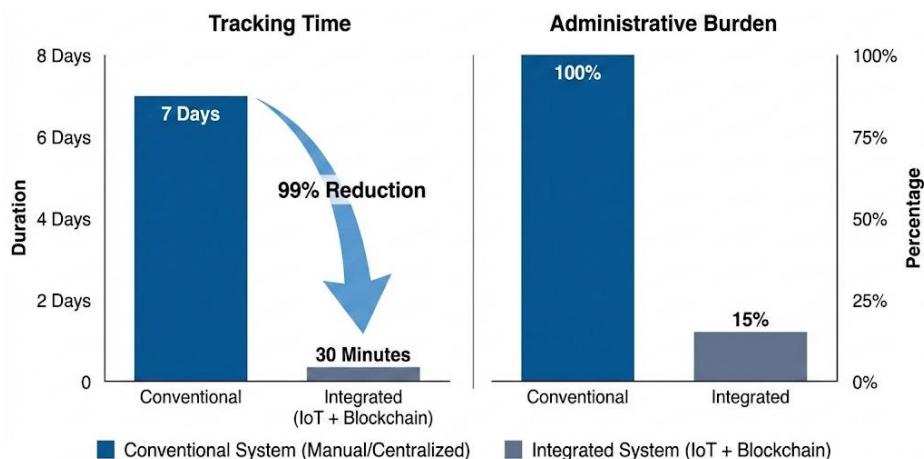 Tracking Time
8 Days
6 Days
4 Days
2 Days
0
Duration
7 Days
99% Reduction
30 Minutes
Conventional
Integrated
(IoT + Blockchain)
Administrative Burden
100%
15%
Conventional
Integrated
100%
75%
50%
25%
0%
Percentage
Conventional System (Manual/Centralized)
Integrated System (IoT + Blockchain)